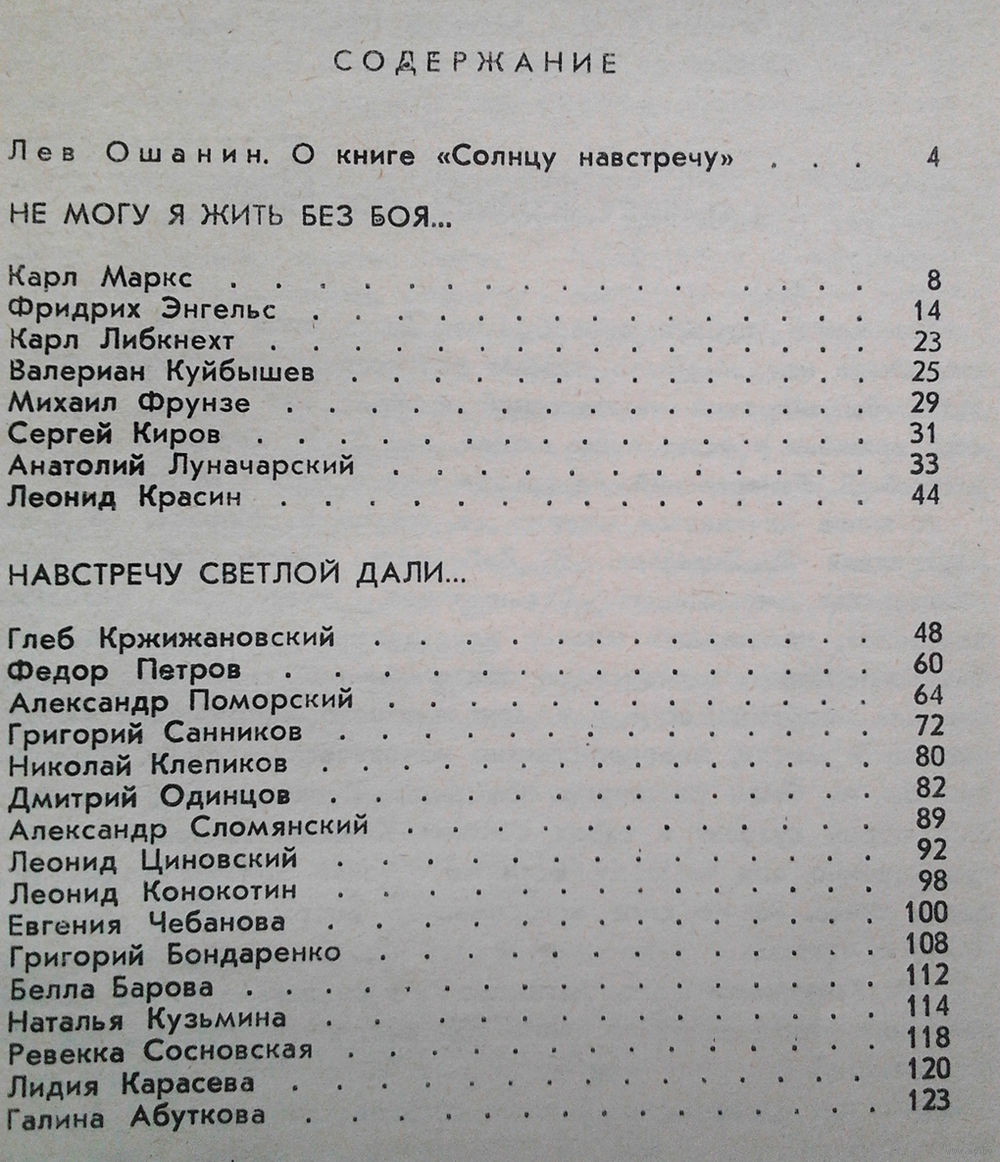 СОДЕРЖАНИЕ
Лев Ошанин. О книге «Солнцу навстречу» . . . 4
НЕ МОГУ Я ЖИТЬ БЕЗ БОЯ...
Карл Маркс . . . . . . . . . . . . . . 8
Фридрих Энгельс . . . . . . . . . . . . . 14
Карл Либкнехт . . . . . . . . . . . . . . 23
Валериан Куйбышев . . . . . . . . . . . . 25
Михаил Фрунзе . . . . . . . . . . . . . . 29
Сергей Киров . . . . . . . . . . . . . . . 31
Анатолий Луначарский . . . . . . . . . . . 33
Леонид Красин . . . . . . . . . . . . . . 44
НАВСТРЕЧУ СВЕТЛОЙ ДАЛИ...
Глеб Кржижановский . . . . . . . . . . . . 48
Федор Петров . . . . . . . . . . . . . . 60
Александр Поморский . . . . . . . . . . . 64
Григорий Санников . . . . . . . . . . . . 72
Николай Клепиков . . . . . . . . . . . . . 80
Дмитрий Одинцов . . . . . . . . . . . . . 82
Александр Сломянский . . . . . . . . . . . 89
Леонид Циновский . . . . . . . . . . . . . 92
Леонид Конокотин . . . . . . . . . . . . . 98
Евгения Чебанова . . . . . . . . . . . . . 100
Григорий Бондаренко . . . . . . . . . . . 108
Белла Барова . . . . . . . . . . . . . . . 112
Наталья Кузьмина . . . . . . . . . . . . . 114
Ревекка Сосновская . . . . . . . . . . . . 118
Лидия Карасева . . . . . . . . . . . . . . 120
Галина Абуткова . . . . . . . . . . . . . 123